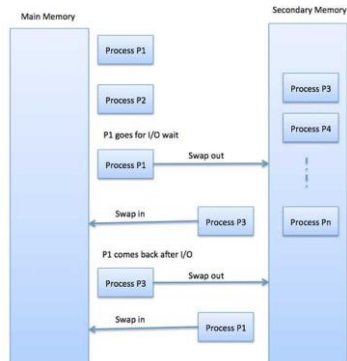 Main Memory
Secondary Memory
Process P1
Process P2
Process P3
Process P4
P1 goes for I/O wait
Process P1
Swap out
Swap in
Process P3
Process Pn
P1 comes back after I/O
Process P3
Swap out
Swap in
Process P1